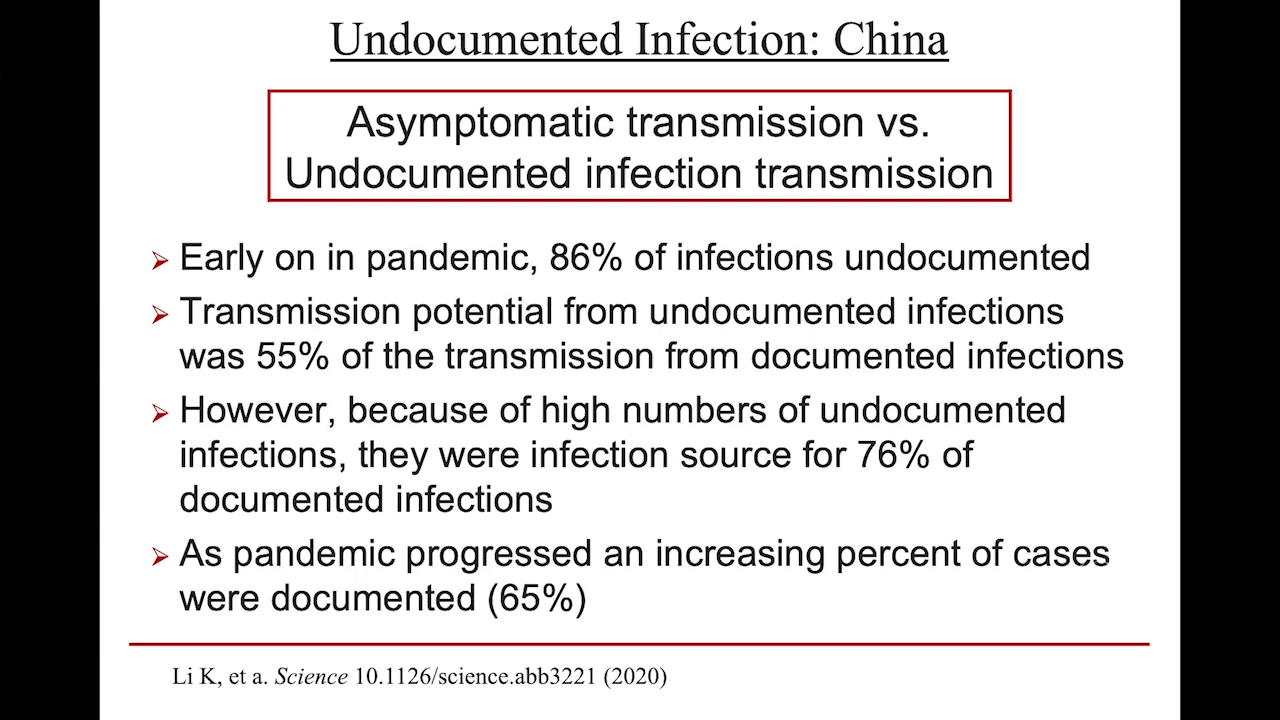 Undocumented Infection: China
Asymptomatic transmission vs.
Undocumented infection transmission
➢ Early on in pandemic, 86% of infections undocumented
➢ Transmission potential from undocumented infections
was 55% of the transmission from documented infections
➢ However, because of high numbers of undocumented
infections, they were infection source for 76% of
documented infections
➢ As pandemic progressed an increasing percent of cases
were documented (65%)
Li K, et a. Science 10.1126/science.abb3221 (2020)